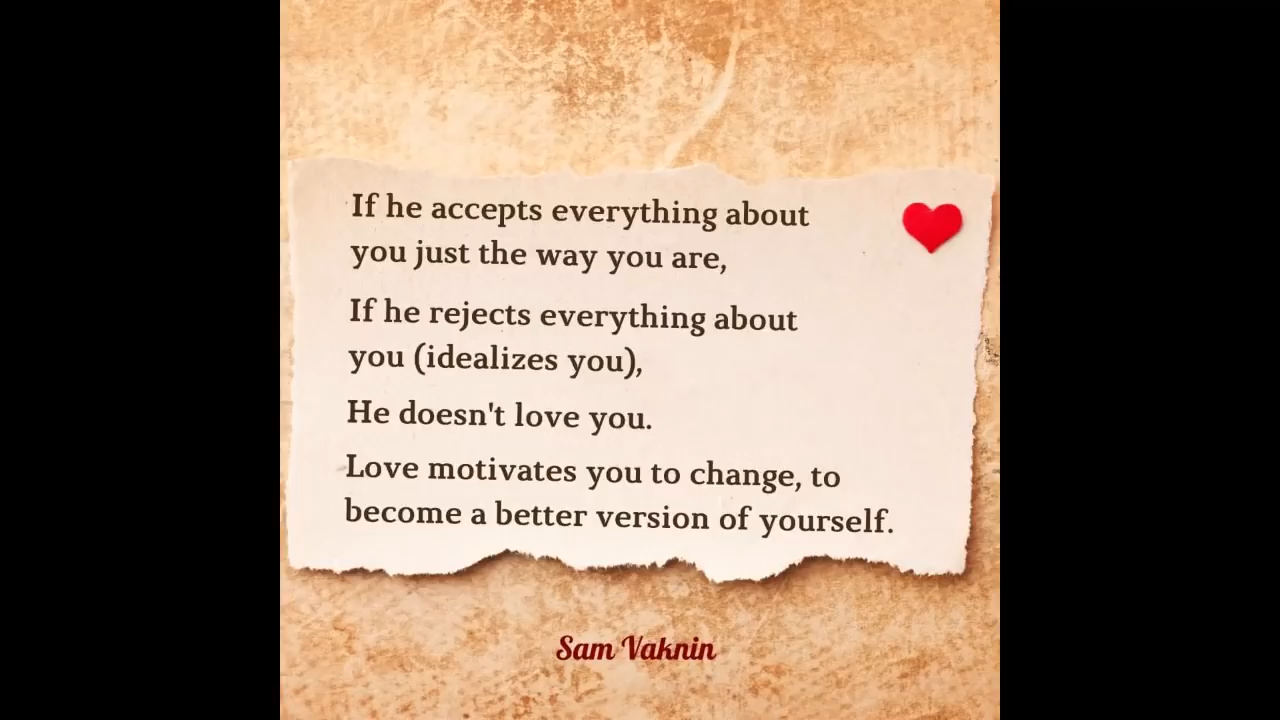 If he accepts everything about
you just the way you are,
If he rejects everything about
you (idealizes you),
He doesn't love you.
Love motivates you to change, to
become a better version of yourself.
Sam Vaknin